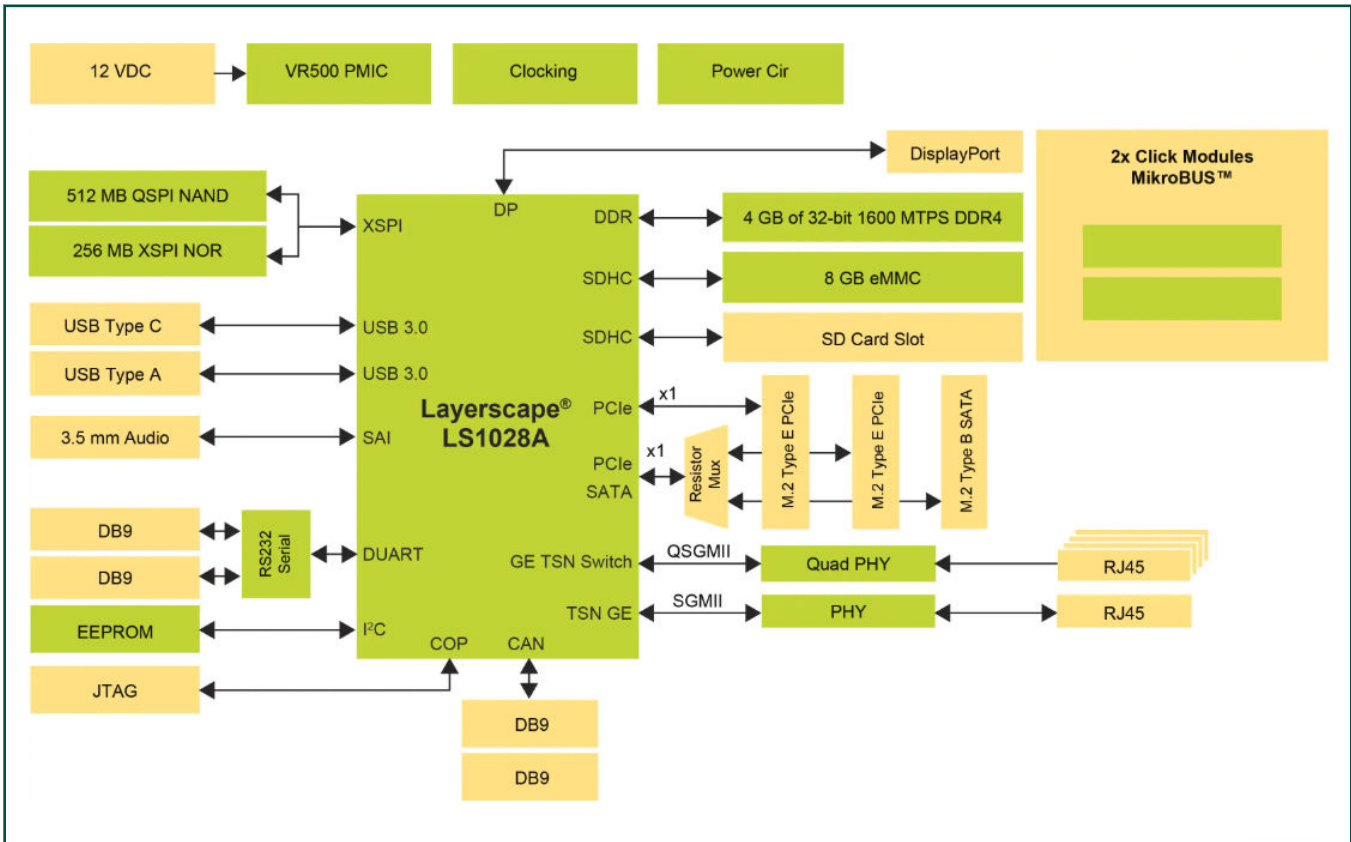 12 VDC
VR500 PMIC
Clocking
Power Cir
DisplayPort
2x Click Modules
MikroBUS™
512 MB QSPI NAND
256 MB XSPI NOR
XSPI
DP
DDR
4 GB of 32-bit 1600 MTPS DDR4
SDHC
8 GB eMMC
USB Type C
USB 3.0
SDHC
SD Card Slot
USB Type A
USB 3.0
Layerscape®
LS1028A
PCIe
x1
3.5 mm Audio
SAI
PCIe
SATA
x1
Resistor
Mux
M.2 Type E PCIe
M.2 Type E PCIe
M.2 Type B SATA
DB9
DB9
RS232
Serial
DUART
GE TSN Switch
QSGMII
Quad PHY
RJ45
TSN GE
SGMII
PHY
RJ45
EEPROM
I²C
COP
CAN
JTAG
DB9
DB9